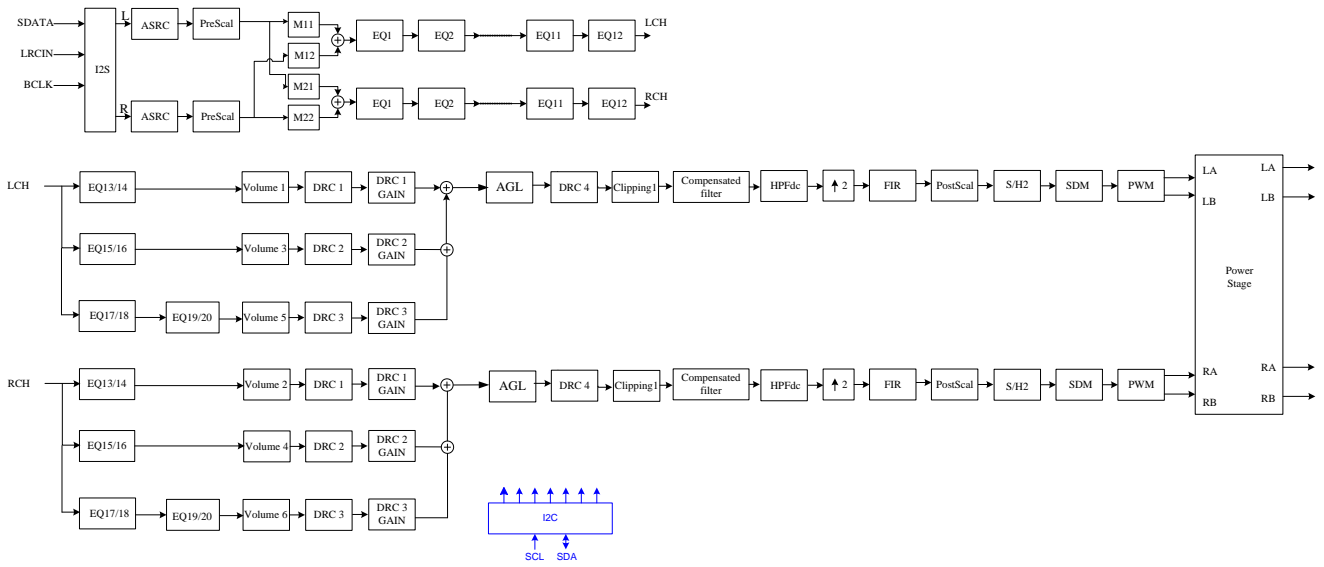 SDATA
LRCIN
BCLK
I2S
L
ASRC
PreScal
M11
M12
EQ1
EQ2
EQ11
EQ12
LCH
R
ASRC
PreScal
M21
M22
EQ1
EQ2
EQ11
EQ12
RCH
LCH
EQ13/14
Volume 1
DRC 1
DRC 1
GAIN
AGL
DRC 4
Clipping1
Compensated
filter
HPFdc
↑ 2
FIR
PostScal
S/H2
SDM
PWM
LA
LB
LA
LB
EQ15/16
Volume 3
DRC 2
DRC 2
GAIN
EQ17/18
EQ19/20
Volume 5
DRC 3
DRC 3
GAIN
Power
Stage
RCH
EQ13/14
Volume 2
DRC 1
DRC 1
GAIN
AGL
DRC 4
Clipping1
Compensated
filter
HPFdc
↑ 2
FIR
PostScal
S/H2
SDM
PWM
RA
RB
RA
RB
EQ15/16
Volume 4
DRC 2
DRC 2
GAIN
EQ17/18
EQ19/20
Volume 6
DRC 3
DRC 3
GAIN
I2C
SCL
SDA